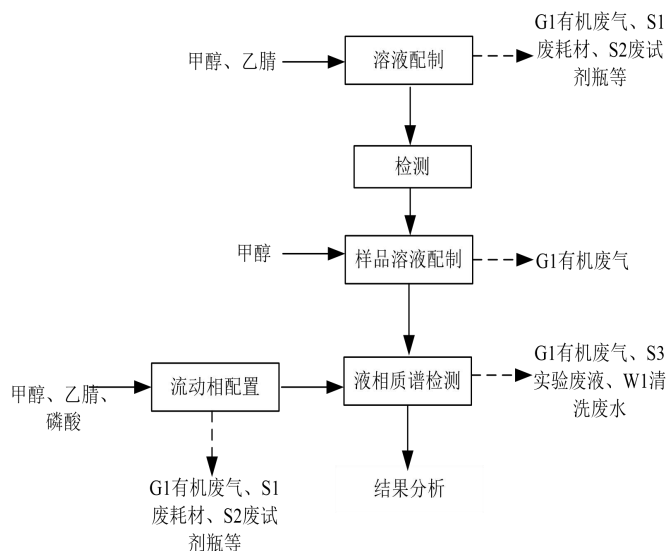 G1有机废气、S1
废耗材、S2废试
剂瓶等
甲醇、乙腈
溶液配制
检测
甲醇
样品溶液配制
G1有机废气
G1有机废气、S3
实验废液、W1清
洗废水
甲醇、乙腈、
磷酸
流动相配置
液相质谱检测
G1有机废气、S1
废耗材、S2废试
剂瓶等
结果分析